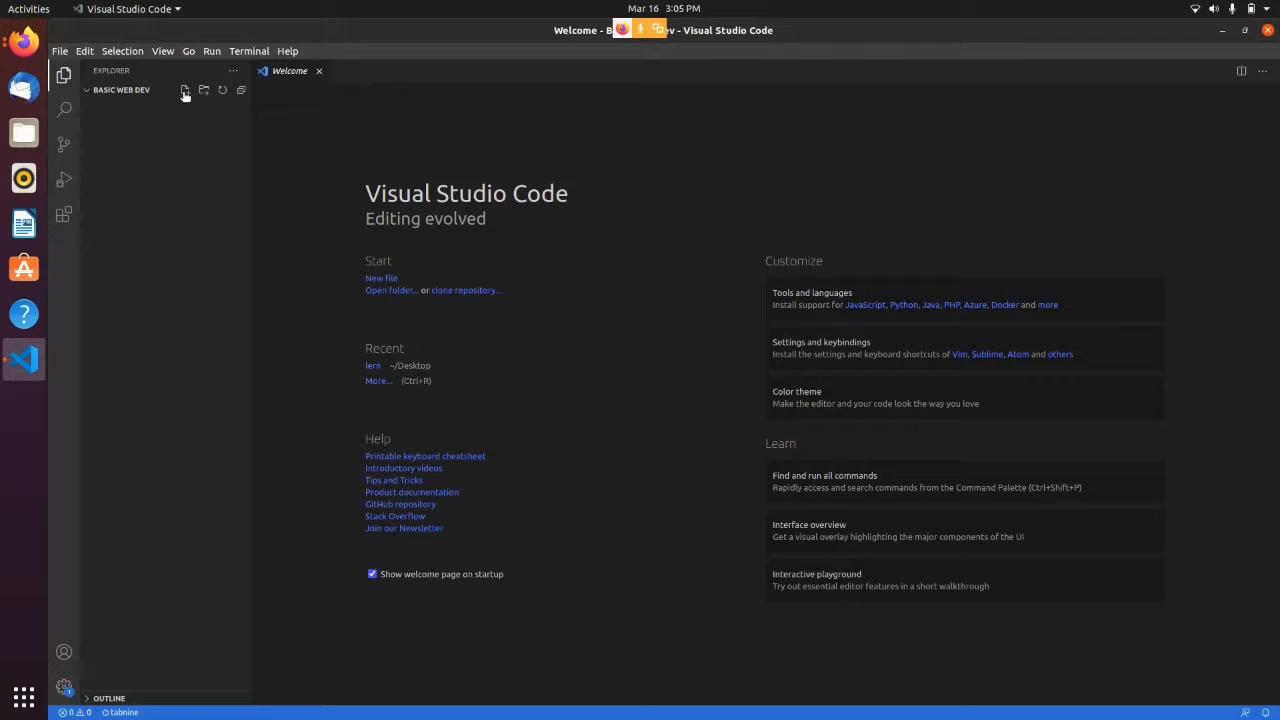 Activities
Visual Studio Code
Mar 16 3:05 PM
Welcome - B
ev - Visual Studio Code
File Edit Selection View Go Run Terminal Help
EXPLORER
Welcome
BASIC WEB DEV
Visual Studio Code
Editing evolved
Start
New file
Open folder... or clone repository...
Recent
lern ~/Desktop
More... (Ctrl+R)
Help
Printable keyboard cheatsheet
Introductory videos
Tips and Tricks
Product documentation
GitHub repository
Stack Overflow
Join our Newsletter
Show welcome page on startup
Customize
Tools and languages
Install support for JavaScript, Python, Java, PHP, Azure, Docker and more
Settings and keybindings
Install the settings and keyboard shortcuts of Vim, Sublime, Atom and others
Color theme
Make the editor and your code look the way you love
Learn
Find and run all commands
Rapidly access and search commands from the Command Palette (Ctrl+Shift+P)
Interface overview
Get a visual overlay highlighting the major components of the UI
Interactive playground
Try out essential editor features in a short walkthrough
1
OUTLINE
0 0 tabnine